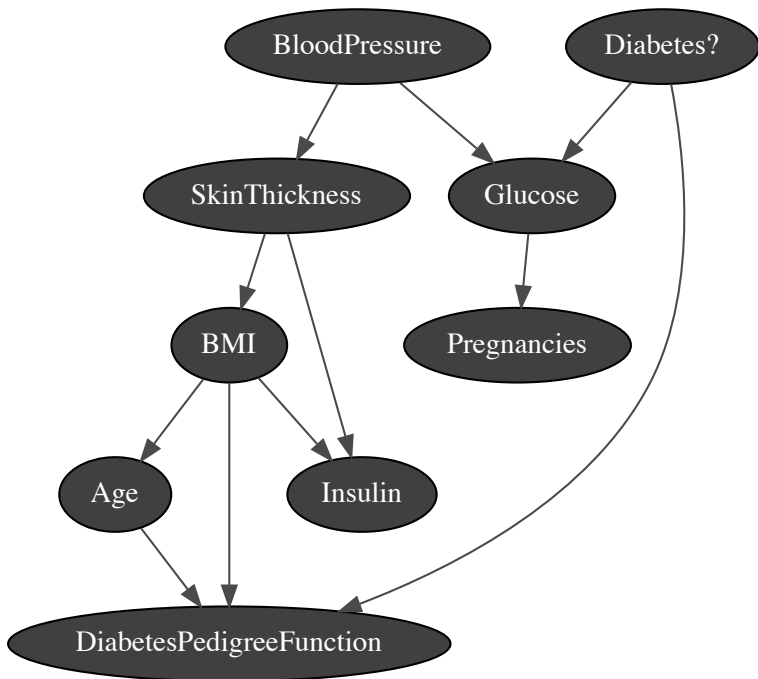 BloodPressure
Diabetes?
SkinThickness
Glucose
BMI
Pregnancies
Age
Insulin
DiabetesPedigreeFunction